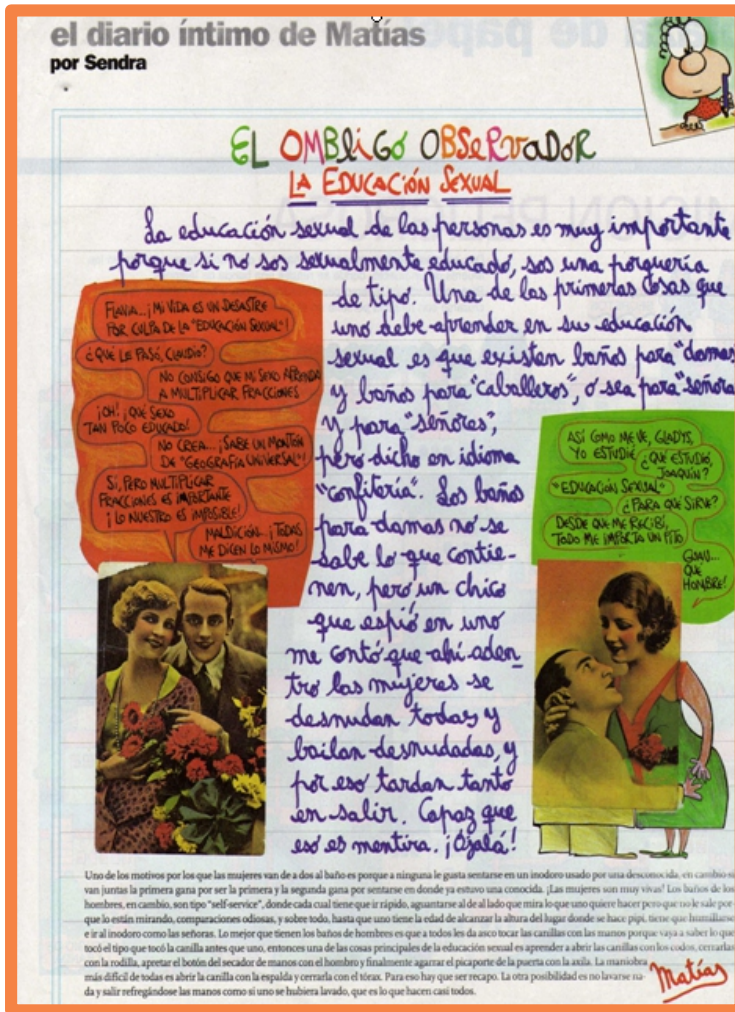 el diario íntimo de Matías
por Sendra
EL OMBLIGO OBSERVADOR
LA EDUCACIÓN SEXUAL
La educación sexual de las personas es muy importante
porque si no sos sexualmente educado, sos una porquería
de tipo. Una de las primeras cosas que
uno debe aprender en su educación
sexual es que existen baños para "damas"
y baños para "caballeros", o sea para "señora
y para "señores",
pero dicho en idioma
"confitería". Los baños
para damas no se
sabe lo que contie-
nen, pero un chico
que espió en uno
me contó que ahí aden
tro las mujeres se
desnudan todas y
bailan desnudadas, y
por eso tardan tanto
en salir. Capaz que
eso es mentira. ¡Ojalá!
FLAVIA...¡MI VIDA ES UN DESASTRE
POR CULPA DE LA "EDUCACIÓN SEXUAL"!
¿QUÉ LE PASÓ, CLAUDIO?
NO CONSIGO QUE MI SEXO APRENDA
A MULTIPLICAR FRACCIONES
¡OH! ¡QUÉ SEXO
TAN POCO EDUCADO!
NO CREA... ¡SABE UN MONTÓN
DE "GEOGRAFÍA UNIVERSAL"!
SI, PERO MULTIPLICAR
FRACCIONES ES IMPORTANTE
¡LO NUESTRO ES IMPOSIBLE!
MALDICIÓN...¡TODAS
ME DICEN LO MISMO!
ASÍ COMO ME VE, GLADYS,
YO ESTUDIÉ
¿QUÉ ESTUDIÓ,
JOAQUÍN?
"EDUCACIÓN SEXUAL"
¿PARA QUÉ SIRVE?
DESDE QUE ME RECIBÍ,
TODO ME IMPORTA UN PITO
GUAU...
QUÉ
HOMBRE!
Uno de los motivos por los que las mujeres van de a dos al baño es porque a ninguna le gusta sentarse en un inodoro usado por una desconocida, en cambio si
van juntas la primera gana por ser la primera y la segunda gana por sentarse en donde ya estuvo una conocida. ¡Las mujeres son muy vivas! Los baños de los
hombres, en cambio, son tipo "self-service", donde cada cual tiene que ir rápido, aguantarse al de al lado que mira lo que uno quiere hacer pero que no le sale por
que lo están mirando, comparaciones odiosas, y sobre todo, hasta que uno tiene la edad de alcanzar la altura del lugar donde se hace pipí, tiene que humillarse
e ir al inodoro como las señoras. Lo mejor que tienen los baños de hombres es que a todos les da asco tocar las canillas con las manos porque vaya a saber lo que
tocó el tipo que tocó la canilla antes que uno, entonces una de las cosas principales de la educación sexual es aprender a abrir las canillas con los codos, cerrarlas
con la rodilla, apretar el botón del secador de manos con el hombro y finalmente agarrar el picaporte de la puerta con la axila. La maniobra
más difícil de todas es abrir la canilla con la espalda y cerrarla con el tórax. Para eso hay que ser recapo. La otra posibilidad es no lavarse na-
da y salir refregándose las manos como si uno se hubiera lavado, que es lo que hacen casi todos.
Matías